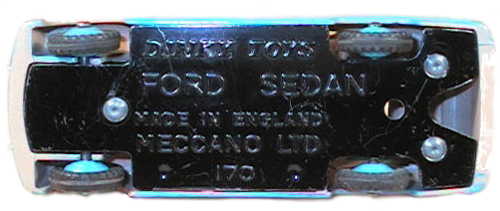 DINKY TOYS
FORD SEDAN
MADE IN ENGLAND
MECCANO LTD
170